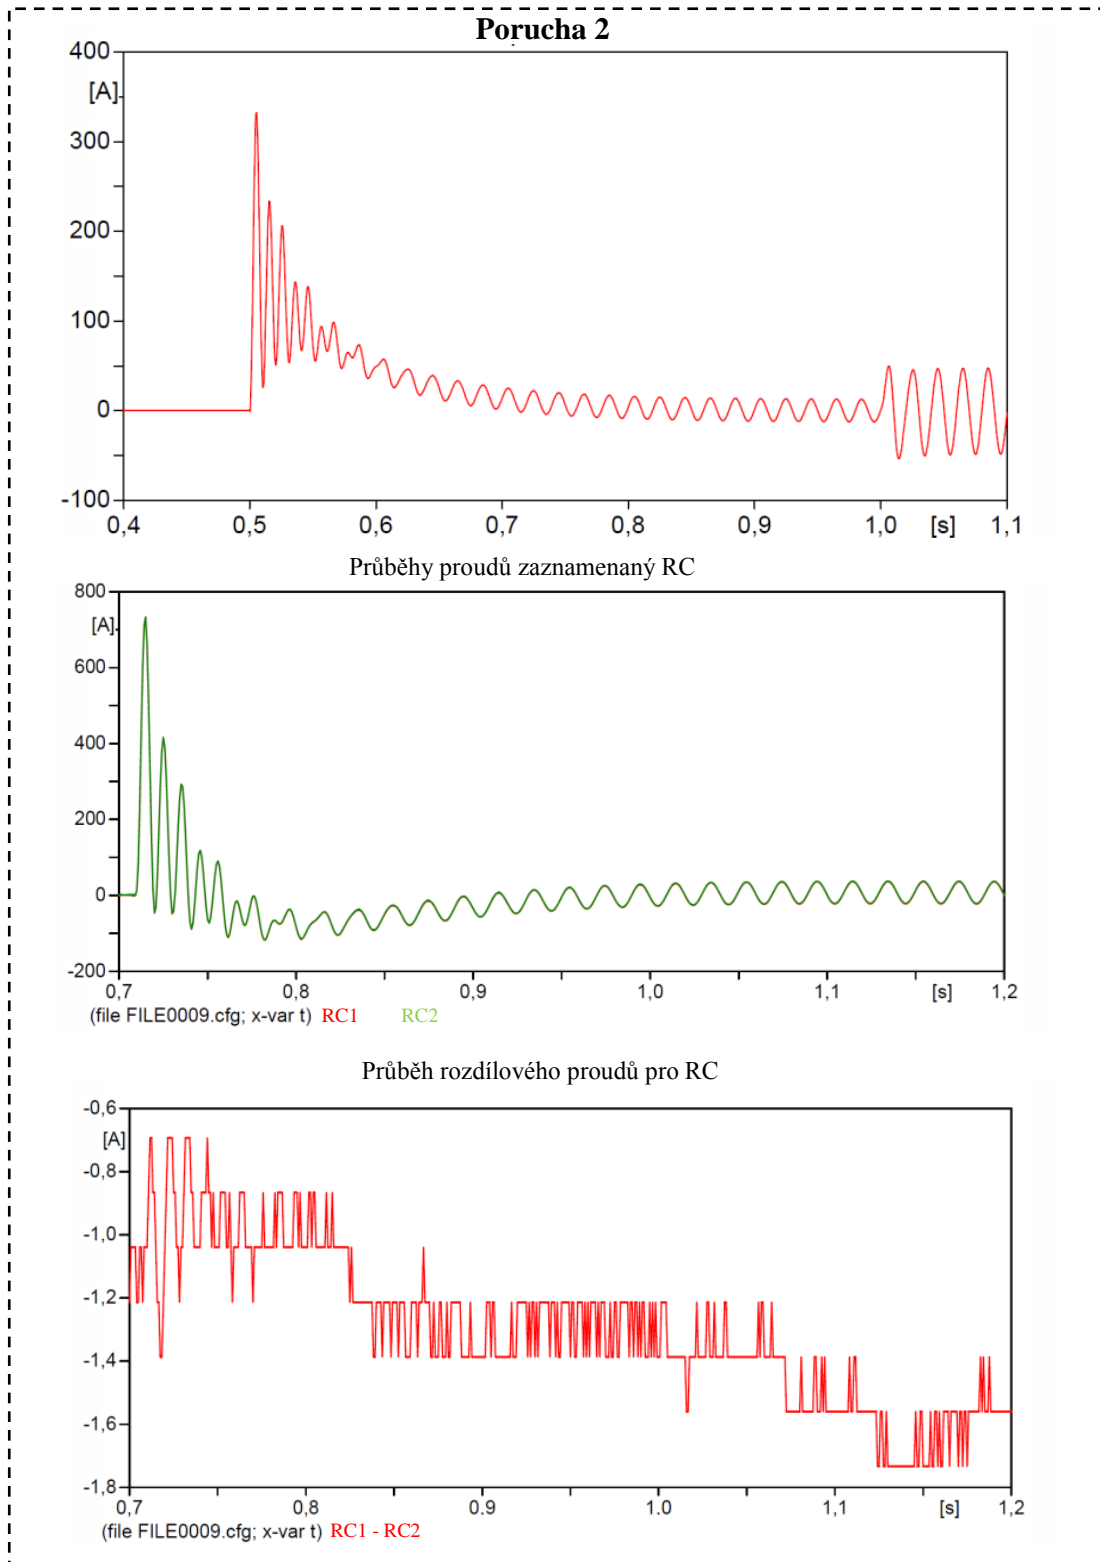 Porucha 2
400
[A]
300
200
100
0
-100
0,4 0,5 0,6 0,7 0,8 0,9 1,0 [s] 1,1
Průběhy proudů zaznamenaný RC
800
[A]
600
400
200
0
-200
0,7 0,8 0,9 1,0 1,1 [s] 1,2
(file FILE0009.cfg; x-var t) RC1 RC2
Průběh rozdílového proudů pro RC
-0,6
[A]
-0,8
-1,0
-1,2
-1,4
-1,6
-1,8
0,7 0,8 0.9 1.0 1,1 [s] 1,2
(file FILE0009.cfg; x-var t) RC1 - RC2